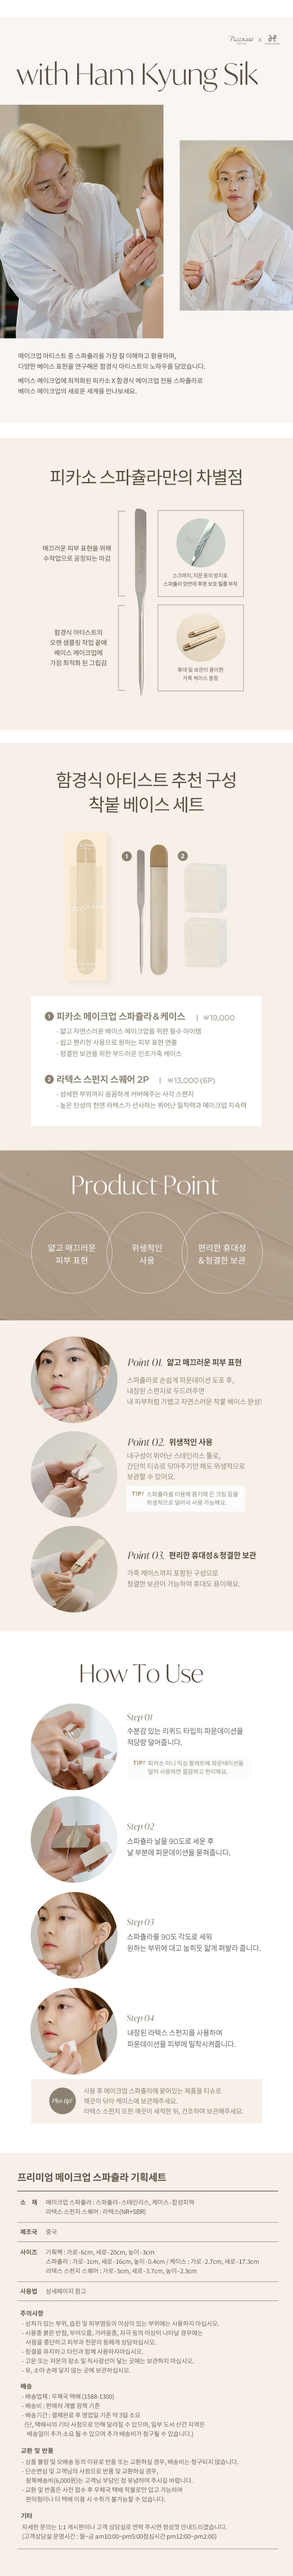 Piccasso X
with Ham Kyung Sik
메이크업 아티스트 중 스파츌라를 가장 잘 이해하고 활용하며,
다양한 베이스 표현을 연구해온 함경식 아티스트의 노하우를 담았습니다.
베이스 메이크업에 최적화된 피카소 X 함경식 메이크업 전용 스파츌라로
베이스 메이크업의 새로운 세계를 만나보세요.
피카소 스파츌라만의 차별점
매끄러운 피부 표현을 위해
수작업으로 공정되는 마감
스크래치, 지문 등의 방지로
스파츌라 양면에 투명 보호 필름 부착
함경식 아티스트의
오랜 샘플링 작업 끝에
베이스 메이크업에
가장 최적화 된 그립감
휴대 및 보관이 용이한
가죽 케이스 증정
함경식 아티스트 추천 구성
착붙 베이스 세트
1
2
1 피카소 메이크업 스파츌라&케이스 | ₩19,000
- 얇고 자연스러운 베이스 메이크업을 위한 필수 아이템
- 쉽고 편리한 사용으로 원하는 피부 표현 연출
- 청결한 보관을 위한 부드러운 인조가죽 케이스
2 라텍스 스펀지 스퀘어 2P | ₩13,000 (6P)
- 섬세한 부위까지 꼼꼼하게 커버해주는 사각 스펀지
- 높은 탄성의 천연 라텍스가 선사하는 뛰어난 밀착력과 메이크업 지속력
Product Point
얇고 매끄러운
피부 표현
위생적인
사용
편리한 휴대성
&청결한 보관
Point 01. 얇고 매끄러운 피부 표현
스파츌라로 손쉽게 파운데이션 도포 후,
내장된 스펀지로 두드려주면
내 피부처럼 가볍고 자연스러운 착붙 베이스 완성!
Point 02. 위생적인 사용
내구성이 뛰어난 스테인리스 툴로,
간단히 티슈로 닦아주기만 해도 위생적으로
보관할 수 있어요.
TIP! 스파츌라를 이용해 용기에 든 크림 등을
위생적으로 덜어서 사용 가능해요.
Point 03. 편리한 휴대성&청결한 보관
가죽 케이스까지 포함된 구성으로
청결한 보관이 가능하며 휴대도 용이해요.
How To Use
Step 01
수분감 있는 리퀴드 타입의 파운데이션을
적당량 덜어줍니다.
TIP! 피카소 미니 믹싱 팔레트에 파운데이션을
덜어 사용하면 깔끔하고 편리해요.
Step 02
스파츌라 날을 90도로 세운 후
날 부분에 파운데이션을 묻혀줍니다.
Step 03
스파츌라를 90도 각도로 세워
원하는 부위에 대고 눕히듯 얇게 펴발라 줍니다.
Step 04
내장된 라텍스 스펀지를 사용하여
파운데이션을 피부에 밀착시켜줍니다.
Plus tip!
사용 후 메이크업 스파츌라에 묻어있는 제품을 티슈로
깨끗이 닦아 케이스에 보관해주세요.
라텍스 스펀지 또한 깨끗이 세척한 뒤, 건조하여 보관해주세요.
프리미엄 메이크업 스파츌라 기획세트
소 재 메이크업 스파츌라 : 스파츌라-스테인리스, 케이스-합성피혁
라텍스 스펀지 스퀘어 : 라텍스(NR+SBR)
제조국 중국
사이즈 기획팩 : 가로-6cm, 세로-20cm, 높이-3cm
스파츌라 : 가로-1cm, 세로-16cm, 높이-0.4cm / 케이스 : 가로-2.7cm, 세로-17.3cm
라텍스 스펀지 스퀘어 : 가로-5cm, 세로-3.7cm, 높이-2.3cm
사용법 상세페이지 참고
주의사항
- 상처가 있는 부위, 습진 및 피부염등의 이상이 있는 부위에는 사용하지 마십시오.
- 사용중 붉은 반점, 부어오름, 가려움증, 자극 등의 이상이 나타날 경우에는
사용을 중단하고 피부과 전문의 등에게 상담하십시오.
- 청결을 유지하고 타인과 함께 사용하지마십시오.
- 고온 또는 저온의 장소 및 직사광선이 닿는 곳에는 보관하지 마십시오.
- 유, 소아 손에 닿지 않는 곳에 보관하십시오.
배송
- 배송업체 : 우체국 택배 (1588-1300)
- 배송비 : 판매처 개별 정책 기준
- 배송기간 : 결제완료 후 영업일 기준 약 3일 소요
(단, 택배사의 기타 사정으로 인해 달라질 수 있으며, 일부 도서 산간 지역은
배송일이 추가 소요 될 수 있으며 추가 배송비가 청구될 수 있습니다.)
교환 및 반품
- 상품 불량 및 오배송 등의 이유로 반품 또는 교환하실 경우, 배송비는 청구되지 않습니다.
- 단순변심 및 고객님의 사정으로 반품 및 교환하실 경우,
왕복배송비(6,000원)는 고객님 부담인 점 유념하여 주시길 바랍니다.
- 교환 및 반품은 사전 접수 후 우체국 택배 착불로만 입고 가능하며
편의점이나 타 택배 이용 시 수취가 불가능할 수 있습니다.
기타
자세한 문의는 1:1 게시판이나 고객 상담실로 연락 주시면 정성껏 안내드리겠습니다.
(고객상담실 운영시간 : 월~금 am10:00~pm5:00점심시간 pm12:00~pm2:00)